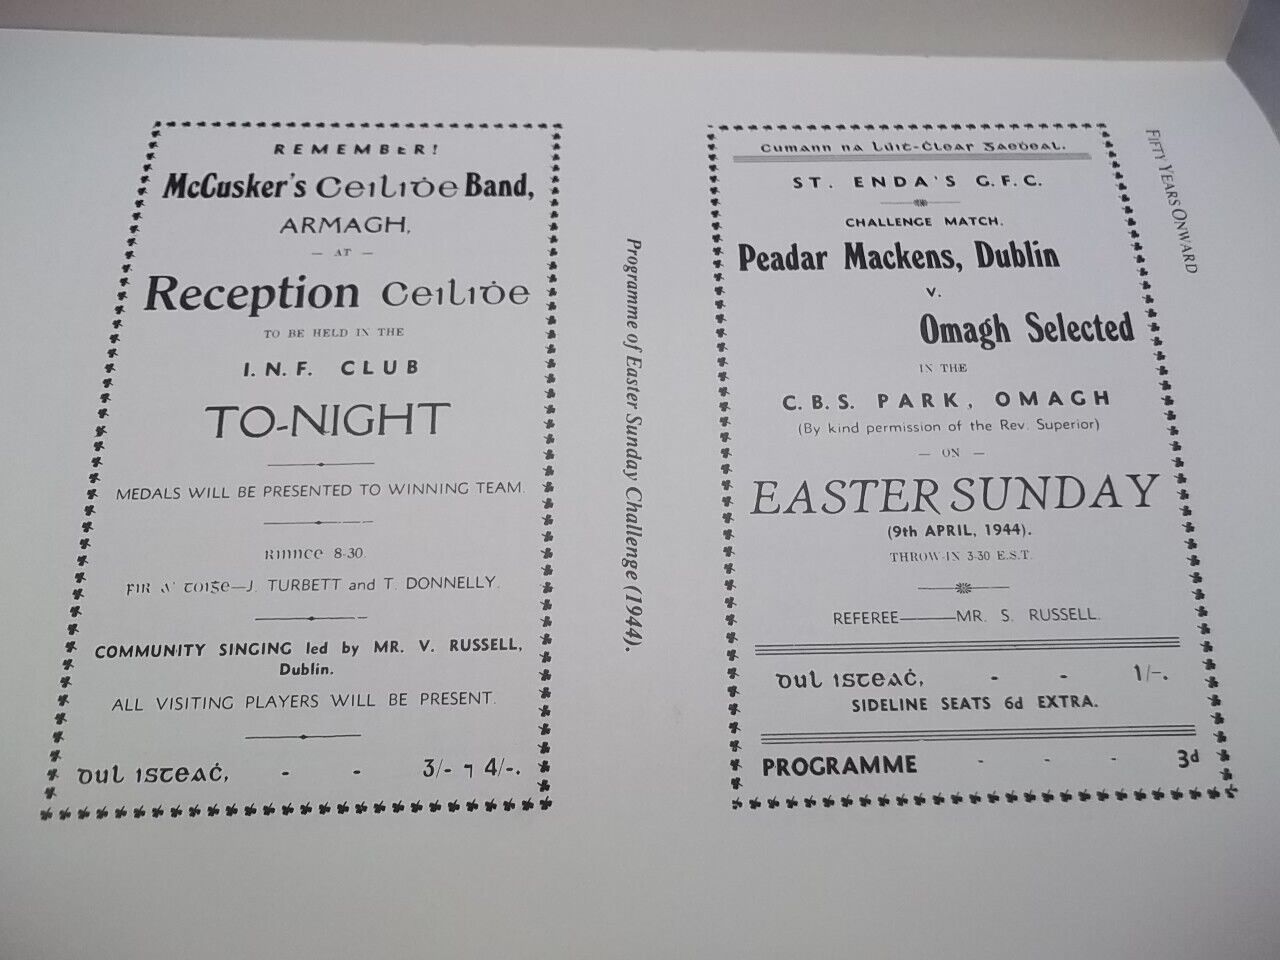 REMEMBER!
McCusker's Ceiliḋe Band,
ARMAGH,
— AT —
Reception Ceiliḋe
TO BE HELD IN THE
I. N. F. CLUB
TO-NIGHT
MEDALS WILL BE PRESENTED TO WINNING TEAM.
Rinnce 8-30.
Fir a' toiġe—J. TURBETT and T. DONNELLY.
COMMUNITY SINGING led by MR. V. RUSSELL,
Dublin.
ALL VISITING PLAYERS WILL BE PRESENT.
Dul isteaċ, - - 3/- ⁊ 4/-.
Programme of Easter Sunday Challenge (1944).
Cumann na Lúit-Ċlear Gaeḋeal.
ST. ENDA'S G.F.C.
CHALLENGE MATCH.
Peadar Mackens, Dublin
v.
Omagh Selected
IN THE
C. B. S. PARK, OMAGH
(By kind permission of the Rev. Superior)
— ON —
EASTER SUNDAY
(9th APRIL, 1944).
THROW-IN 3-30 E.S.T.
REFEREE——MR. S. RUSSELL.
Dul isteaċ, - - 1/-.
SIDELINE SEATS 6d EXTRA.
PROGRAMME - - - 3d
FIFTY YEARS ONWARD